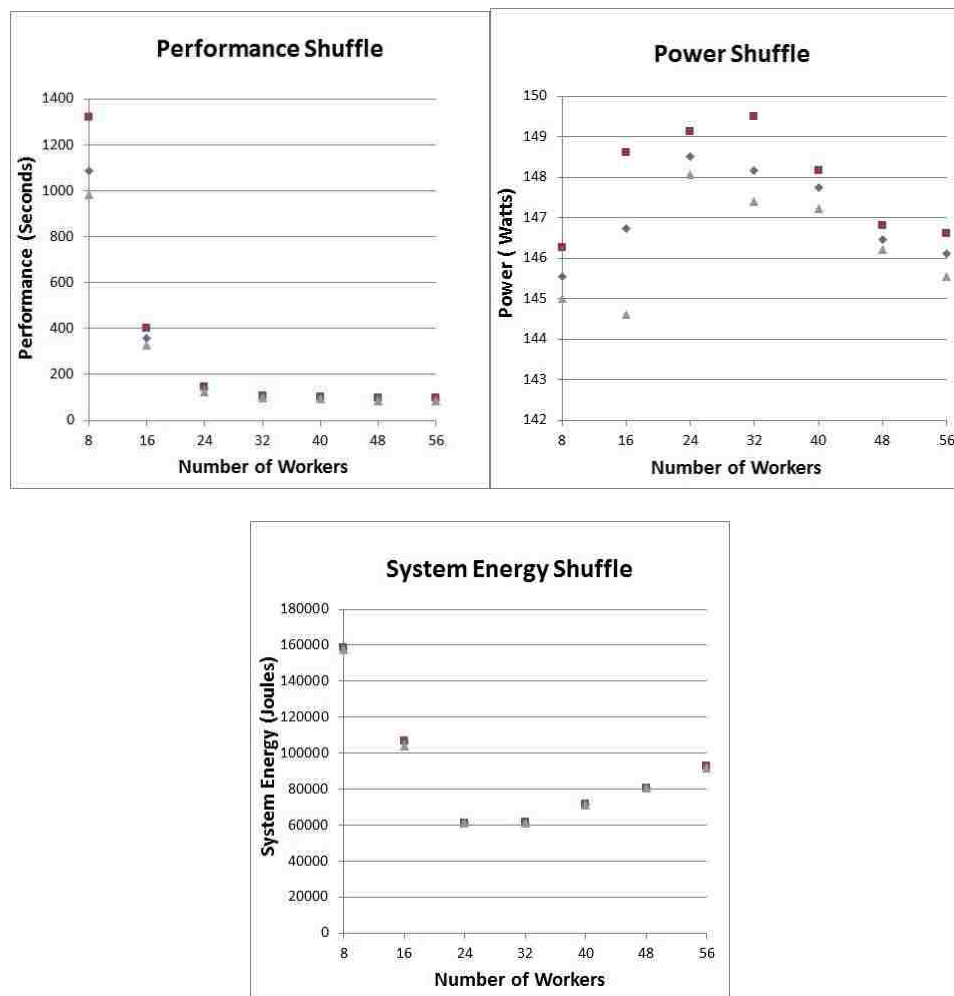 Performance Shuffle
1400
1200
1000
800
600
400
200
0
8 16 24 32 40 48 56
Performance (Seconds)
Number of Workers
Power Shuffle
150
149
148
147
146
145
144
143
142
8 16 24 32 40 48 56
Power ( Watts)
Number of Workers
System Energy Shuffle
180000
160000
140000
120000
100000
80000
60000
40000
20000
0
8 16 24 32 40 48 56
System Energy (Joules)
Number of Workers